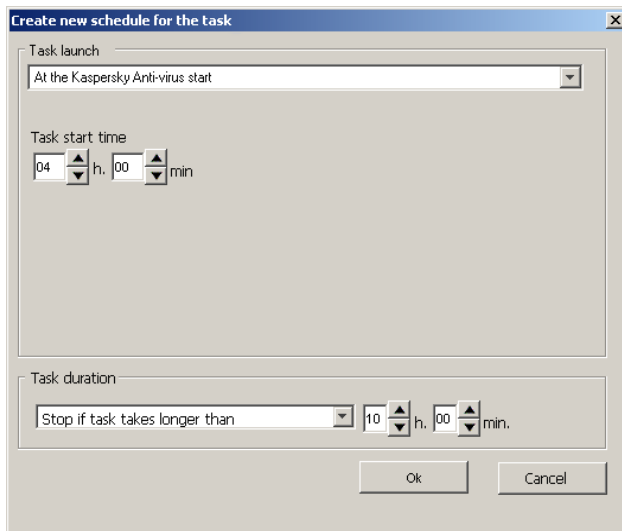 Create new schedule for the task
Task launch
At the Kaspersky Anti-virus start
Task start time
04 h. 00 min
Task duration
Stop if task takes longer than 10 h. 00 min.
Ok Cancel